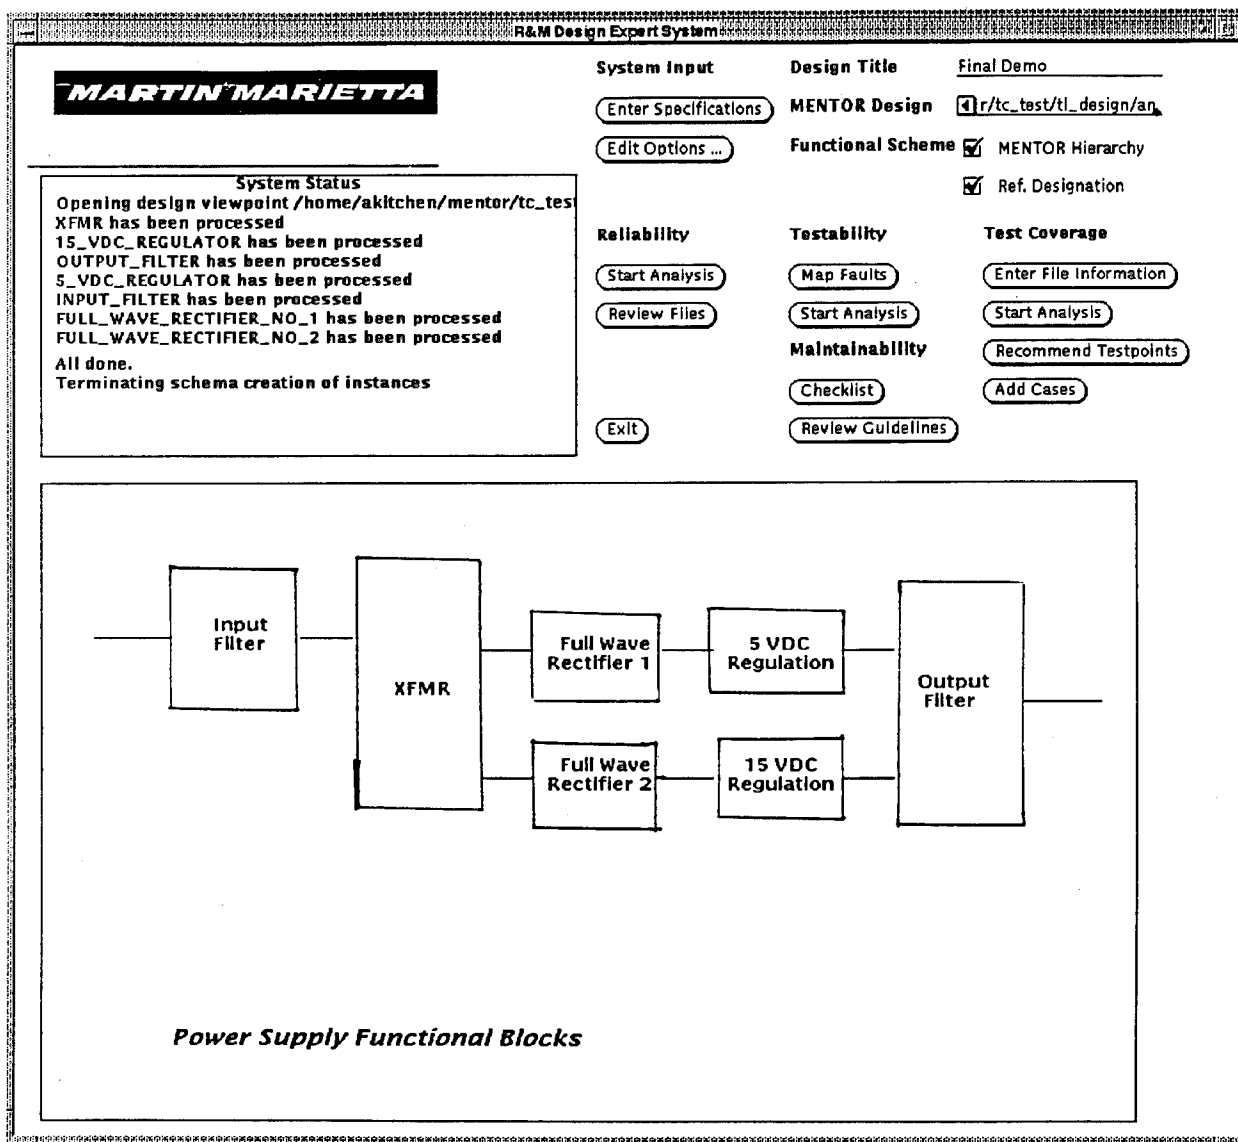 R&M Design Expert System
MARTIN MARIETTA
System Input
Enter Specifications
Edit Options ...
Design Title Final Demo
MENTOR Design r/tc_test/tl_design/an
Functional Scheme MENTOR Hierarchy
Ref. Designation
System Status
Opening design viewpoint /home/akitchen/mentor/tc_test
XFMR has been processed
15_VDC_REGULATOR has been processed
OUTPUT_FILTER has been processed
5_VDC_REGULATOR has been processed
INPUT_FILTER has been processed
FULL_WAVE_RECTIFIER_NO_1 has been processed
FULL_WAVE_RECTIFIER_NO_2 has been processed
All done.
Terminating schema creation of instances
Reliability
Start Analysis
Review Files
Exit
Testability
Map Faults
Start Analysis
Maintainability
Checklist
Review Guidelines
Test Coverage
Enter File Information
Start Analysis
Recommend Testpoints
Add Cases
Input
Filter
XFMR
Full Wave
Rectifier 1
5 VDC
Regulation
Full Wave
Rectifier 2
15 VDC
Regulation
Output
Filter
Power Supply Functional Blocks